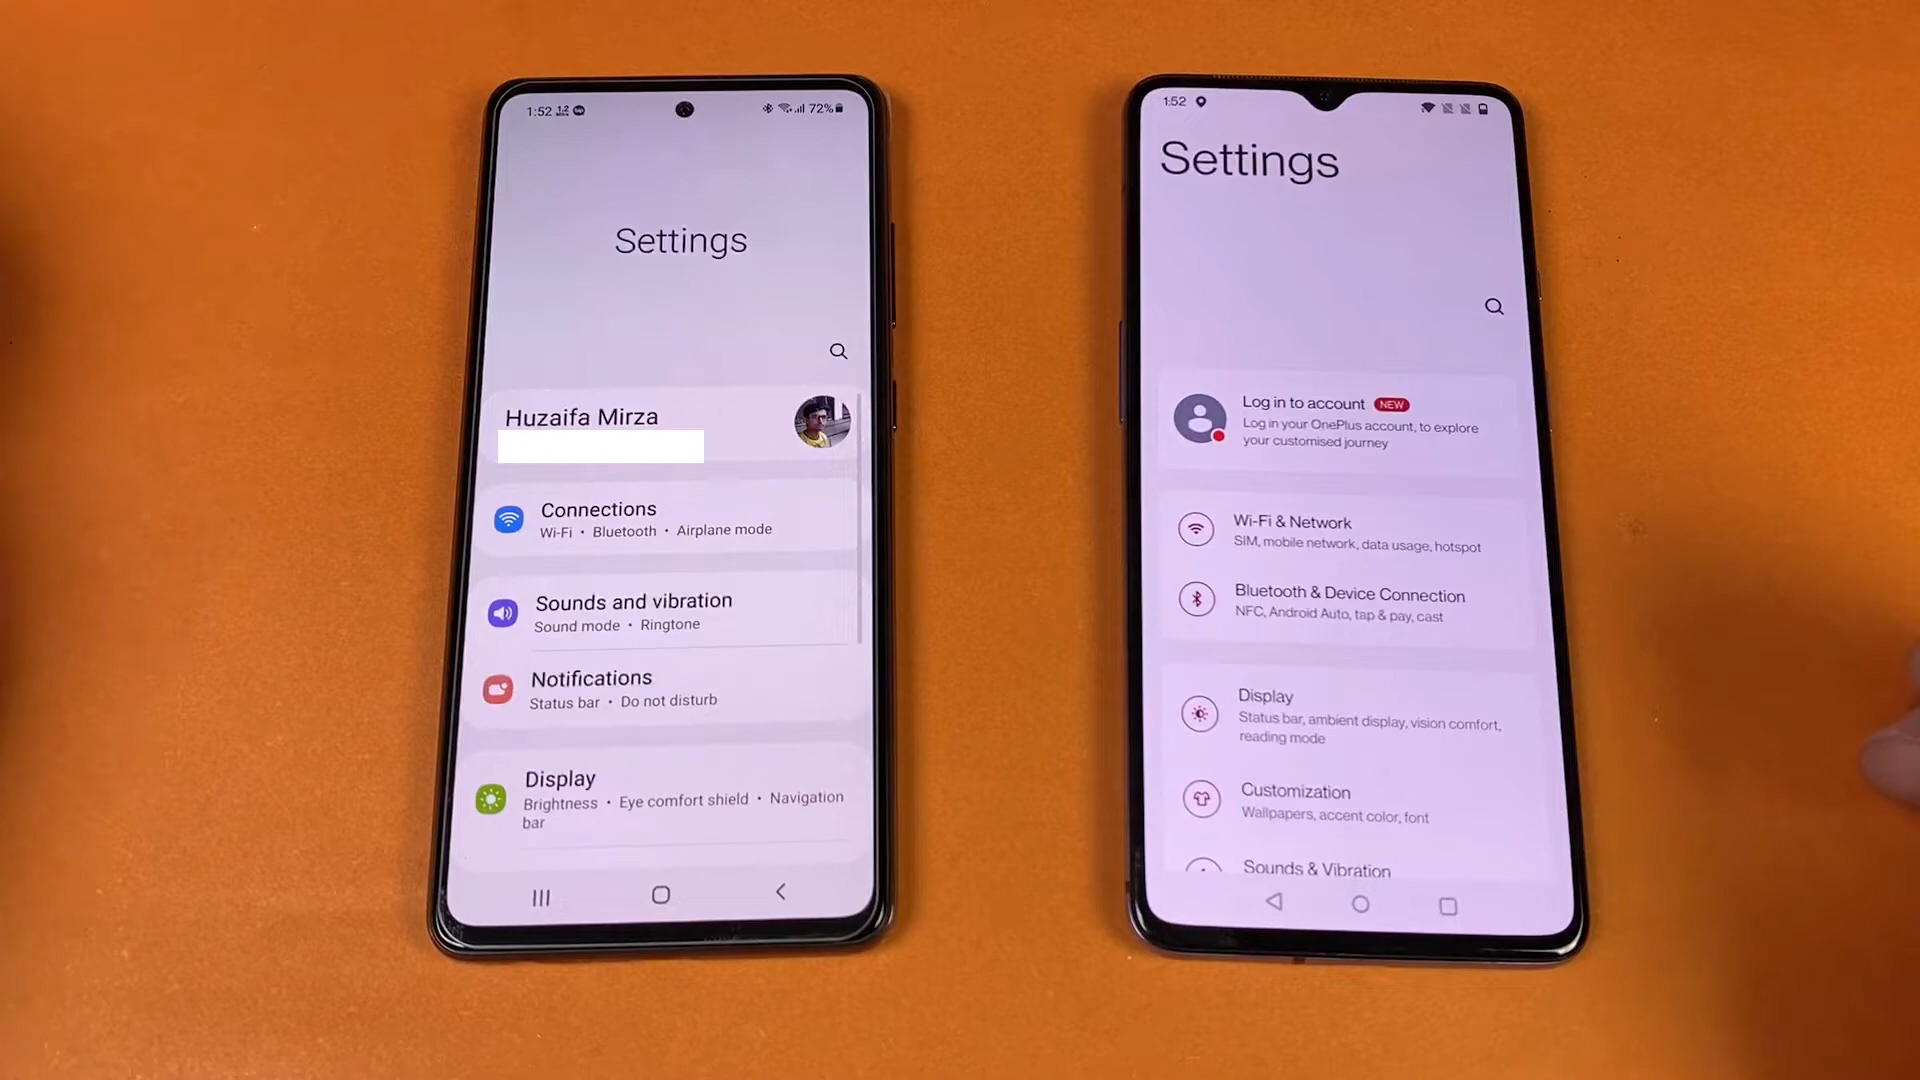 1:52
72%
Settings
Huzaifa Mirza
Connections
Wi-Fi • Bluetooth • Airplane mode
Sounds and vibration
Sound mode • Ringtone
Notifications
Status bar • Do not disturb
Display
Brightness • Eye comfort shield • Navigation
bar
1:52
Settings
Log in to account NEW
Log in your OnePlus account, to explore
your customised journey
Wi-Fi & Network
SIM, mobile network, data usage, hotspot
Bluetooth & Device Connection
NFC, Android Auto, tap & pay, cast
Display
Status bar, ambient display, vision comfort,
reading mode
Customization
Wallpapers, accent color, font
Sounds & Vibration